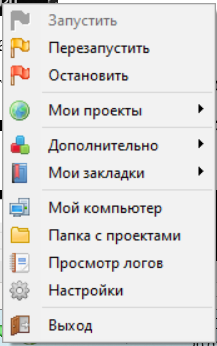 Запустить
Перезапустить
Остановить
Мои проекты
Дополнительно
Мои закладки
Мой компьютер
Папка с проектами
Просмотр логов
Настройки
Выход